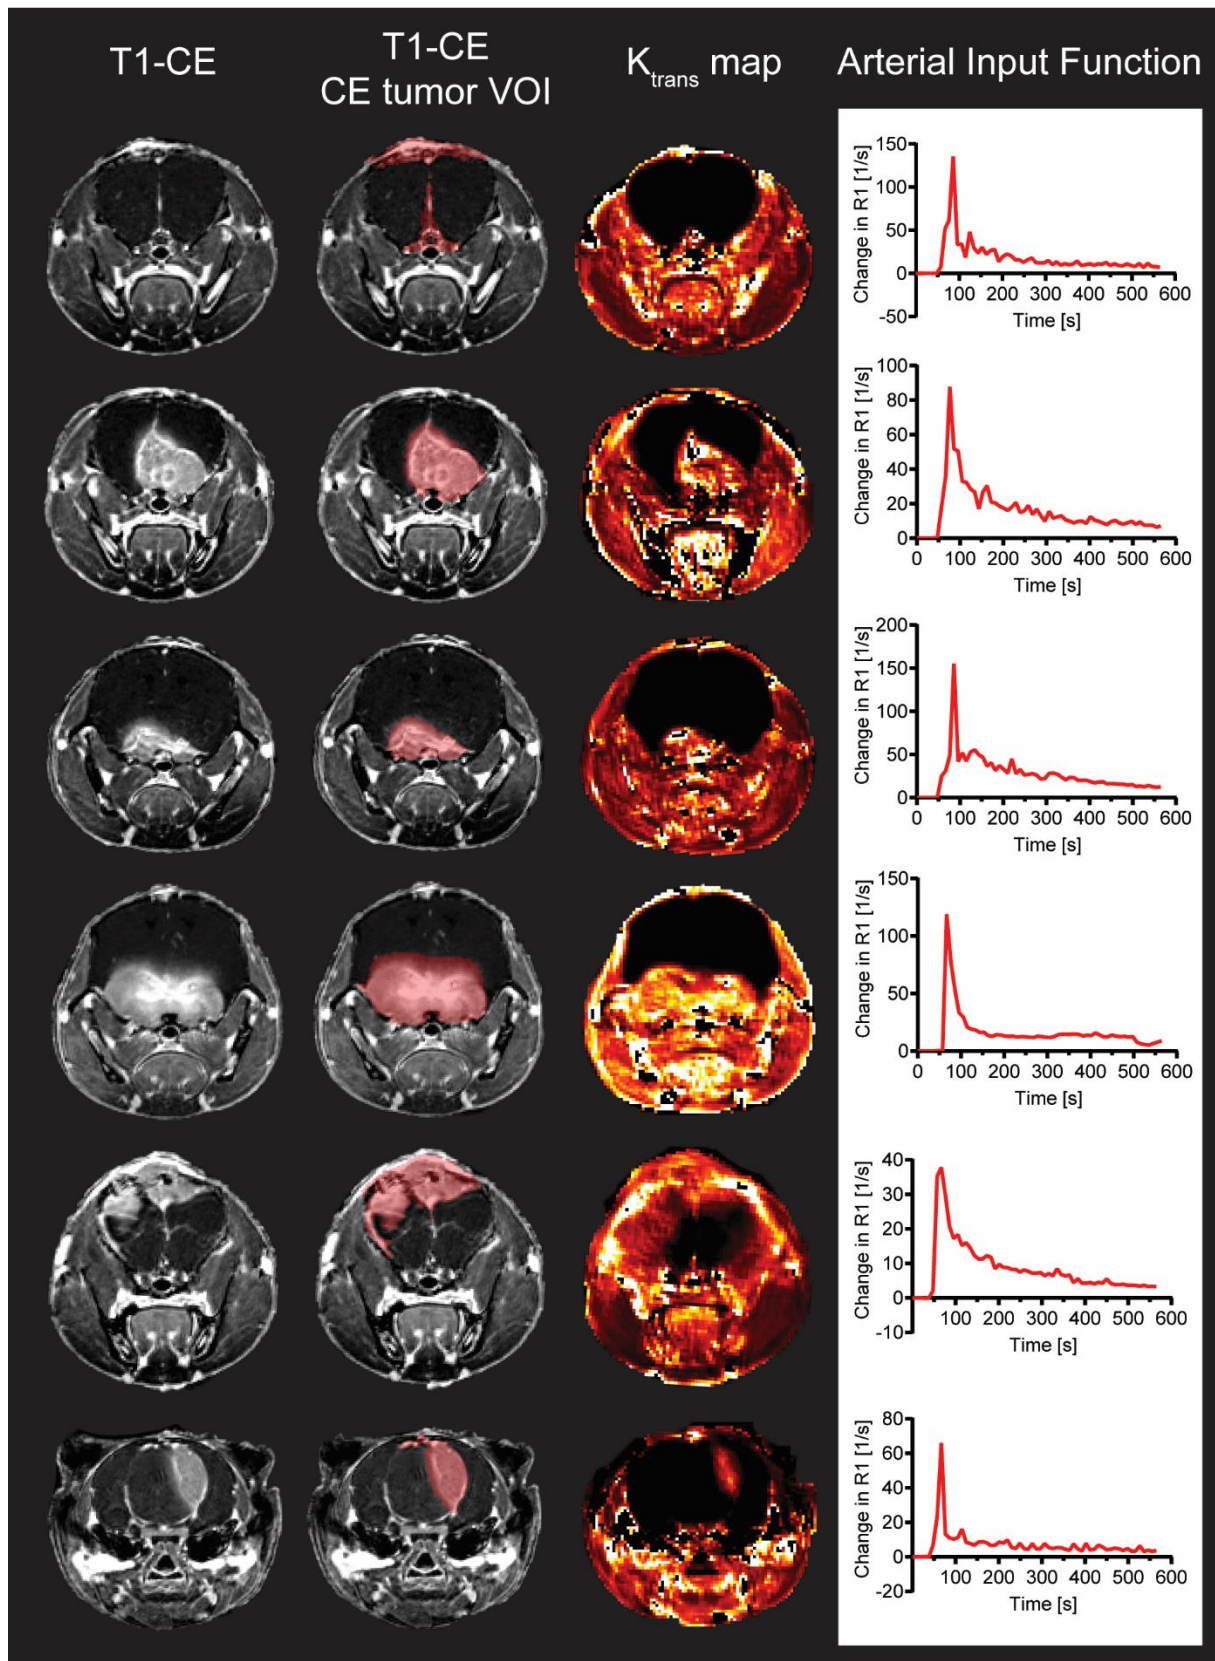 T1-CE
T1-CE
CE tumor VOI
Ktrans map
Arterial Input Function
Change in R1 [1/s]
150
100
50
0
-50
100 200 300 400 500 600
Time [s]
Change in R1 [1/s]
100
80
60
40
20
0
0 100 200 300 400 500 600
Time [s]
Change in R1 [1/s]
200
150
100
50
0
0 100 200 300 400 500 600
Time [s]
Change in R1 [1/s]
150
100
50
0
0 100 200 300 400 500 600
Time [s]
Change in R1 [1/s]
40
30
20
10
0
-10
100 200 300 400 500 600
Time [s]
Change in R1 [1/s]
80
60
40
20
0
-20
100 200 300 400 500 600
Time [s]